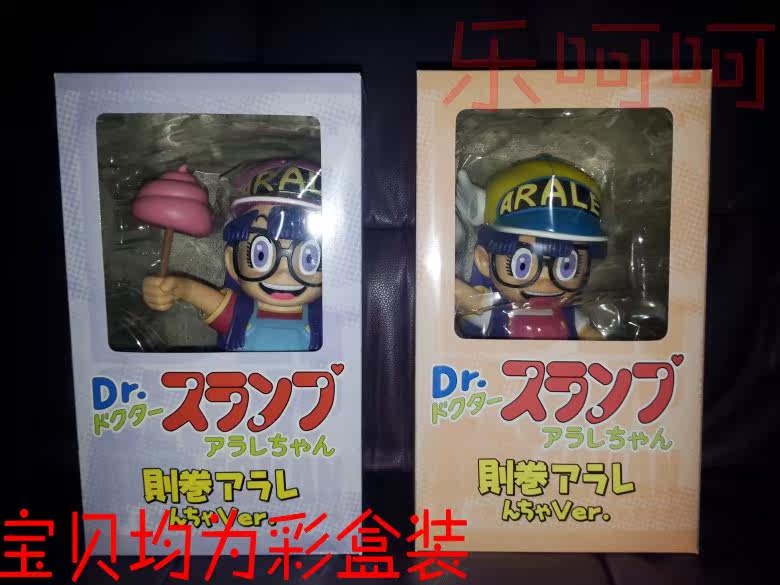 乐呵呵
ARALE
Dr.
スランプ
ドクター
アラレちゃん
則巻アラレ
んちゃVer.
ARALE
Dr.
スランプ
ドクター
アラレちゃん
則巻アラレ
んちゃVer.
宝贝均为彩盒装